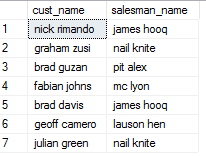 cust_name salesman_name
1 nick rimando james hooq
2 graham zusi nail knite
3 brad guzan pit alex
4 fabian johns mc lyon
5 brad davis james hooq
6 geoff camero lauson hen
7 julian green nail knite